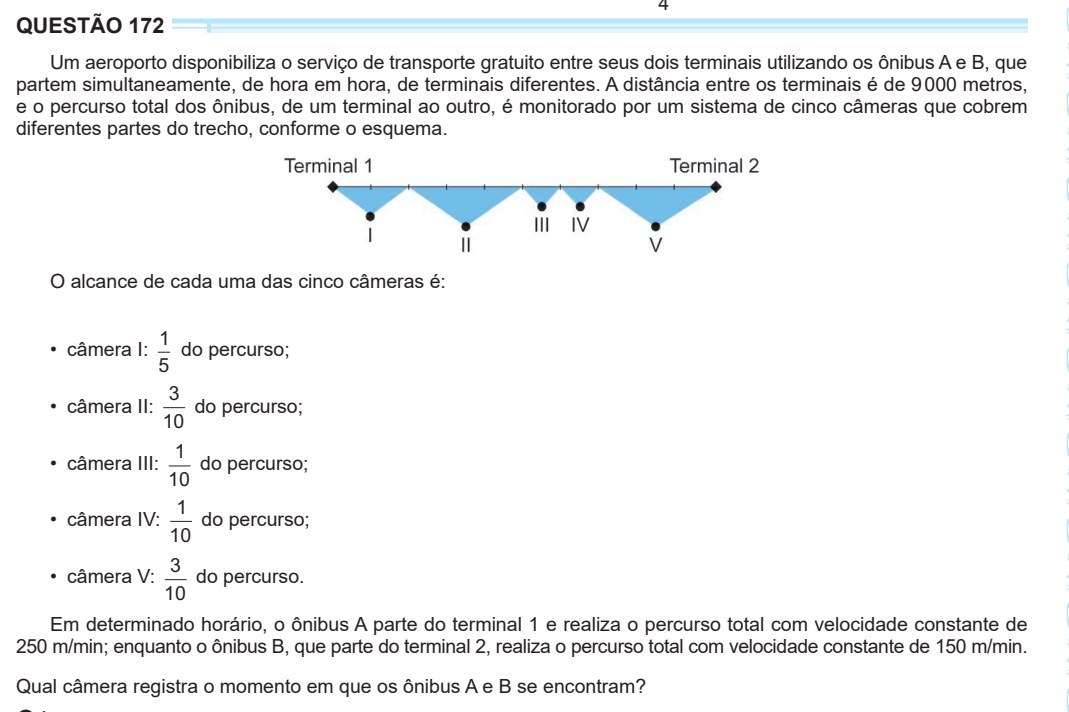 4
QUESTÃO 172
Um aeroporto disponibiliza o serviço de transporte gratuito entre seus dois terminais utilizando os ônibus A e B, que
partem simultaneamente, de hora em hora, de terminais diferentes. A distância entre os terminais é de 9000 metros,
e o percurso total dos ônibus, de um terminal ao outro, é monitorado por um sistema de cinco câmeras que cobrem
diferentes partes do trecho, conforme o esquema.
Terminal 1 Terminal 2
I II III IV V
O alcance de cada uma das cinco câmeras é:
• câmera I: 1/5 do percurso;
• câmera II: 3/10 do percurso;
• câmera III: 1/10 do percurso;
• câmera IV: 1/10 do percurso;
• câmera V: 3/10 do percurso.
Em determinado horário, o ônibus A parte do terminal 1 e realiza o percurso total com velocidade constante de
250 m/min; enquanto o ônibus B, que parte do terminal 2, realiza o percurso total com velocidade constante de 150 m/min.
Qual câmera registra o momento em que os ônibus A e B se encontram?